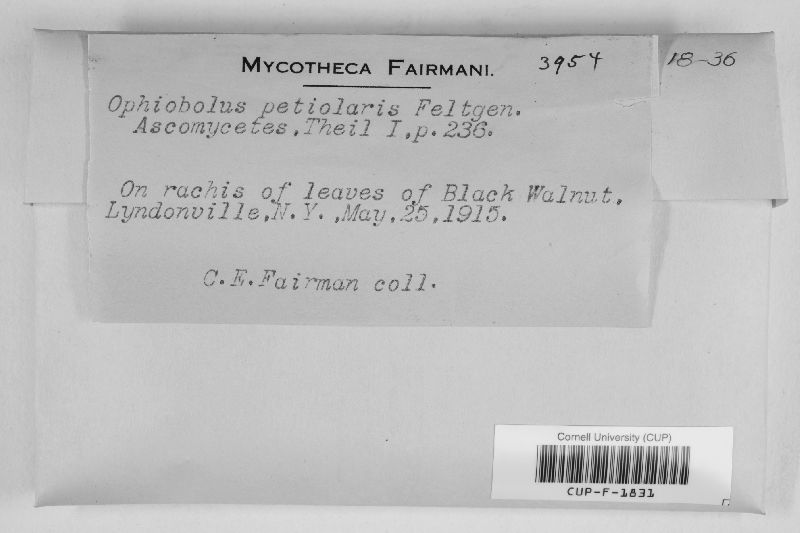 MYCOTHECA FAIRMANI. 3954 18-36
Ophiobolus petiolaris Feltgen.
Ascomycetes,Theil I,p.236.
On rachis of leaves of Black Walnut,
Lyndonville,N.Y.,May,25,1915.
C.E.Fairman coll.
Cornell University (CUP)
CUP-F-1831